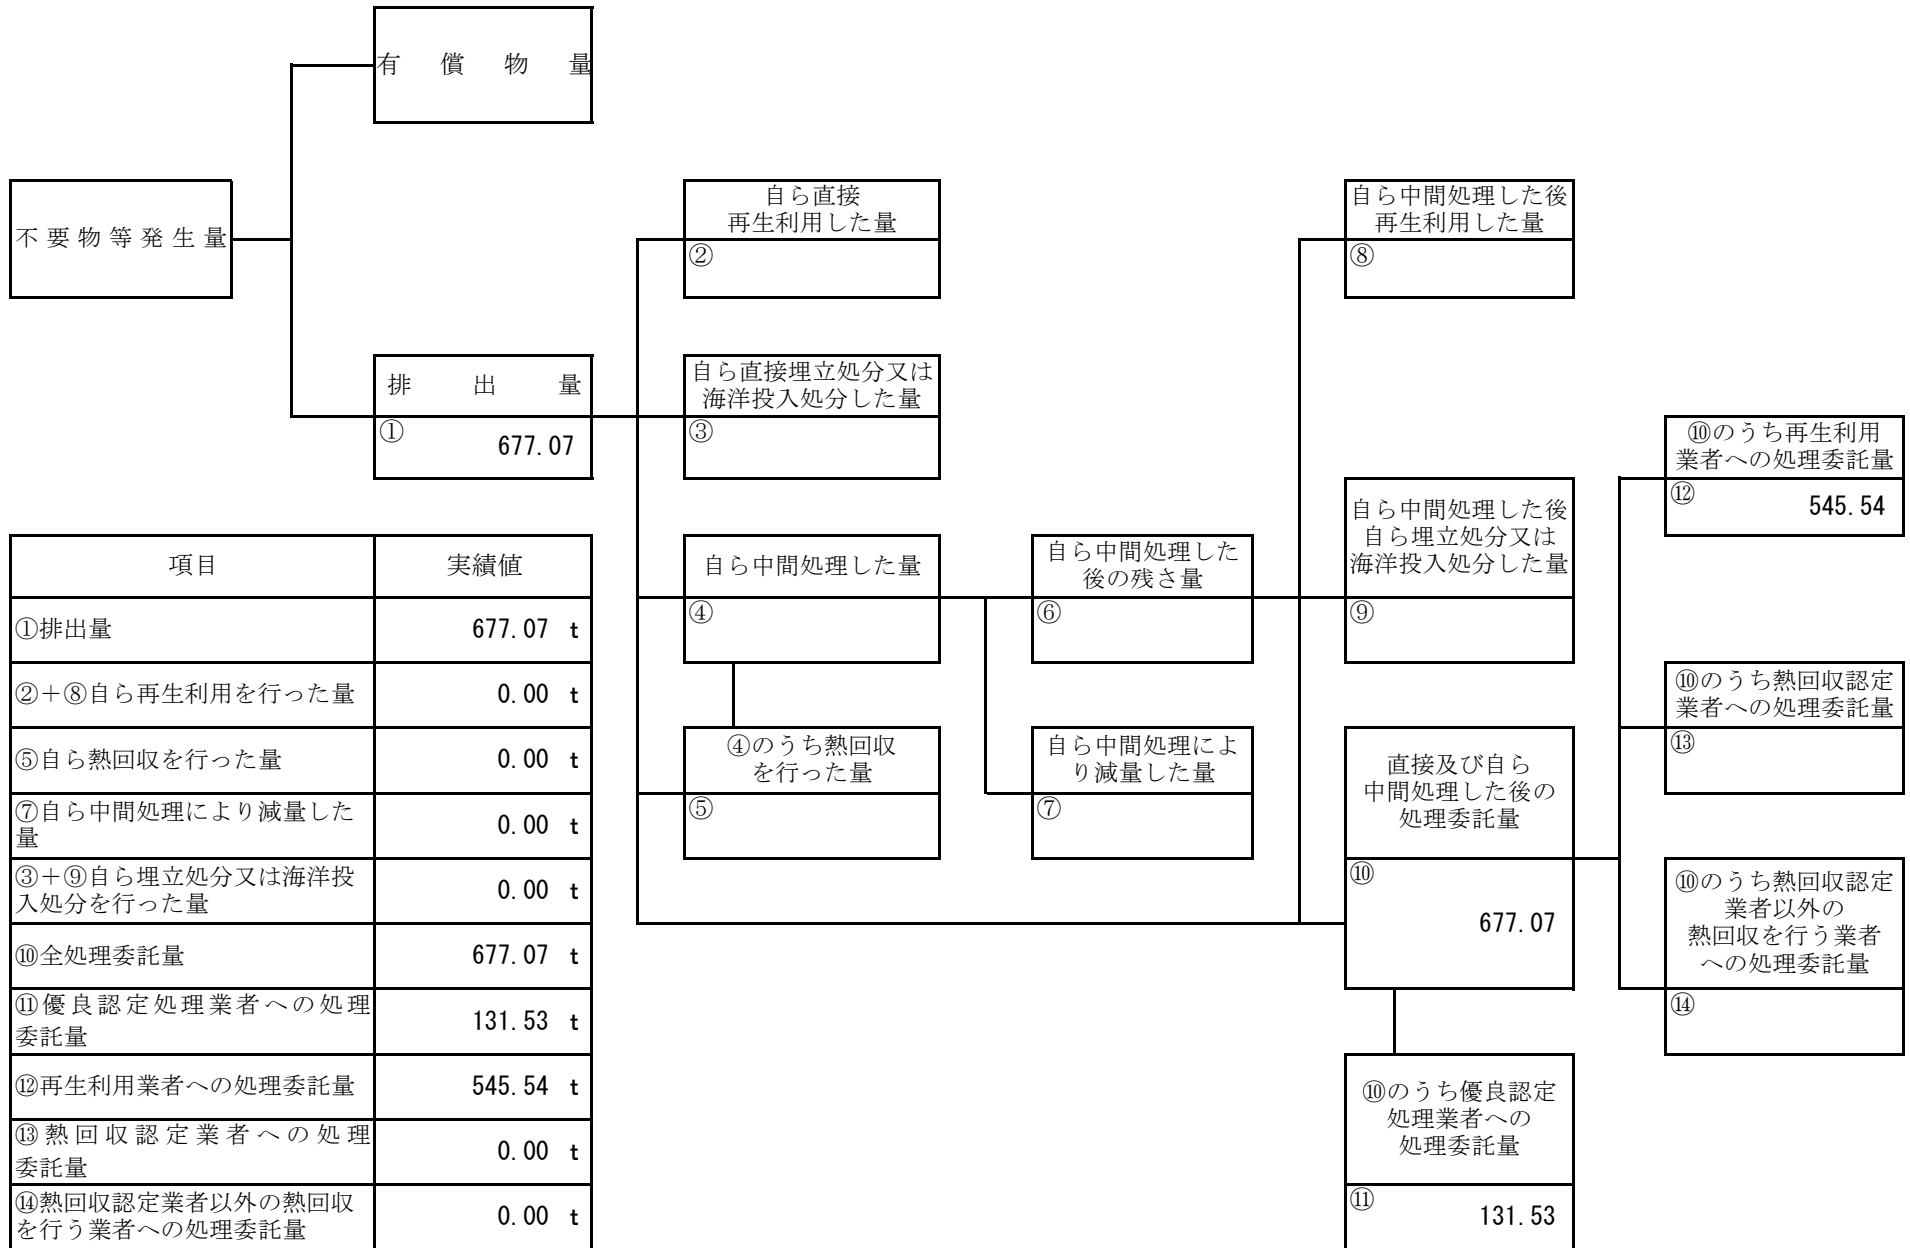 有償物量
不要物等発生量
自ら直接
再生利用した量
②
自ら中間処理した後
再生利用した量
⑧
排出量
①
677.07
自ら直接埋立処分又は
海洋投入処分した量
③
⑩のうち再生利用
業者への処理委託量
⑫
545.54
自ら中間処理した量
④
自ら中間処理した
後の残さ量
⑥
自ら中間処理した後
自ら埋立処分又は
海洋投入処分した量
⑨
⑩のうち熱回収認定
業者への処理委託量
⑬
④のうち熱回収
を行った量
⑤
自ら中間処理によ
り減量した量
⑦
直接及び自ら
中間処理した後の
処理委託量
⑩
677.07
⑩のうち熱回収認定
業者以外の
熱回収を行う業者
への処理委託量
⑭
⑩のうち優良認定
処理業者への
処理委託量
⑪
131.53
項目 実績値
①排出量 677.07 t
②＋⑧自ら再生利用を行った量 0.00 t
⑤自ら熱回収を行った量 0.00 t
⑦自ら中間処理により減量した
量 0.00 t
③＋⑨自ら埋立処分又は海洋投
入処分を行った量 0.00 t
⑩全処理委託量 677.07 t
⑪優良認定処理業者への処理
委託量 131.53 t
⑫再生利用業者への処理委託量 545.54 t
⑬熱回収認定業者への処理
委託量 0.00 t
⑭熱回収認定業者以外の熱回収
を行う業者への処理委託量 0.00 t